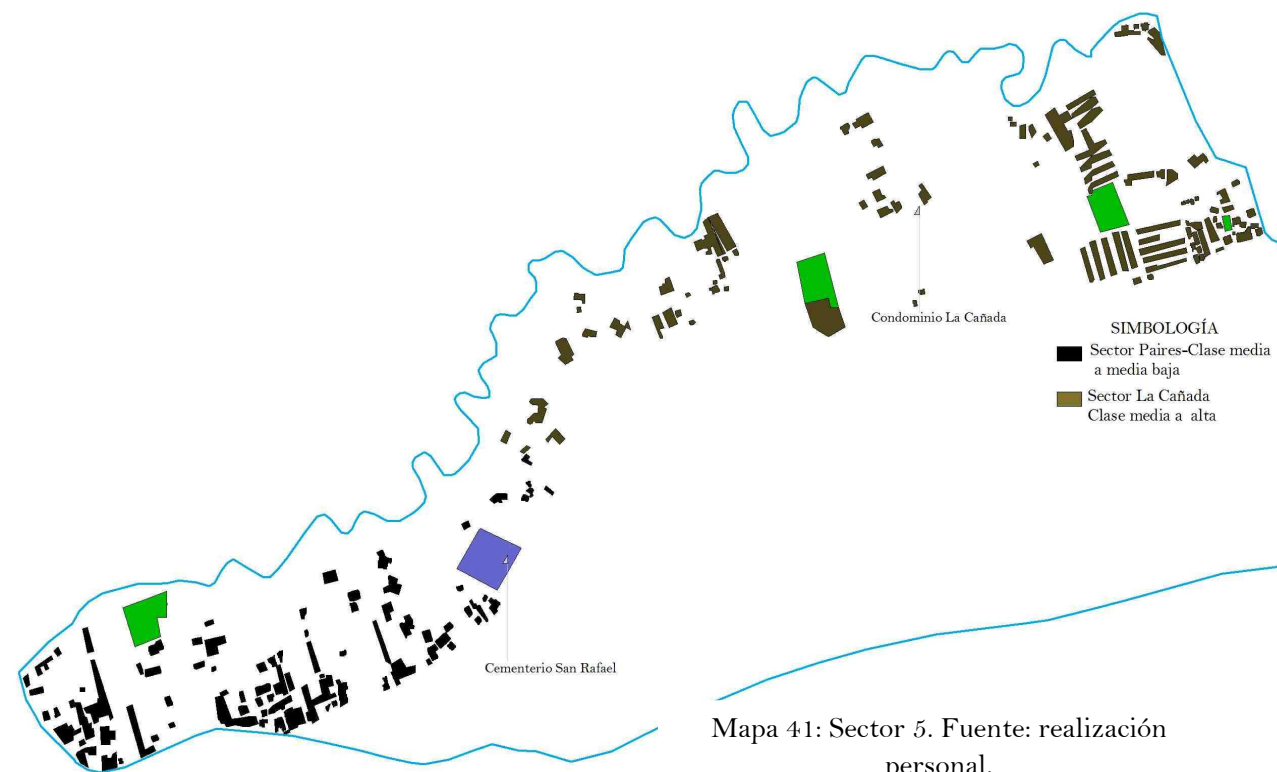 Condominio La Cañada
SIMBOLOGÍA
Sector Paires-Clase media
a media baja
Sector La Cañada
Clase media a alta
Cementerio San Rafael
Mapa 41: Sector 5. Fuente: realización
personal.